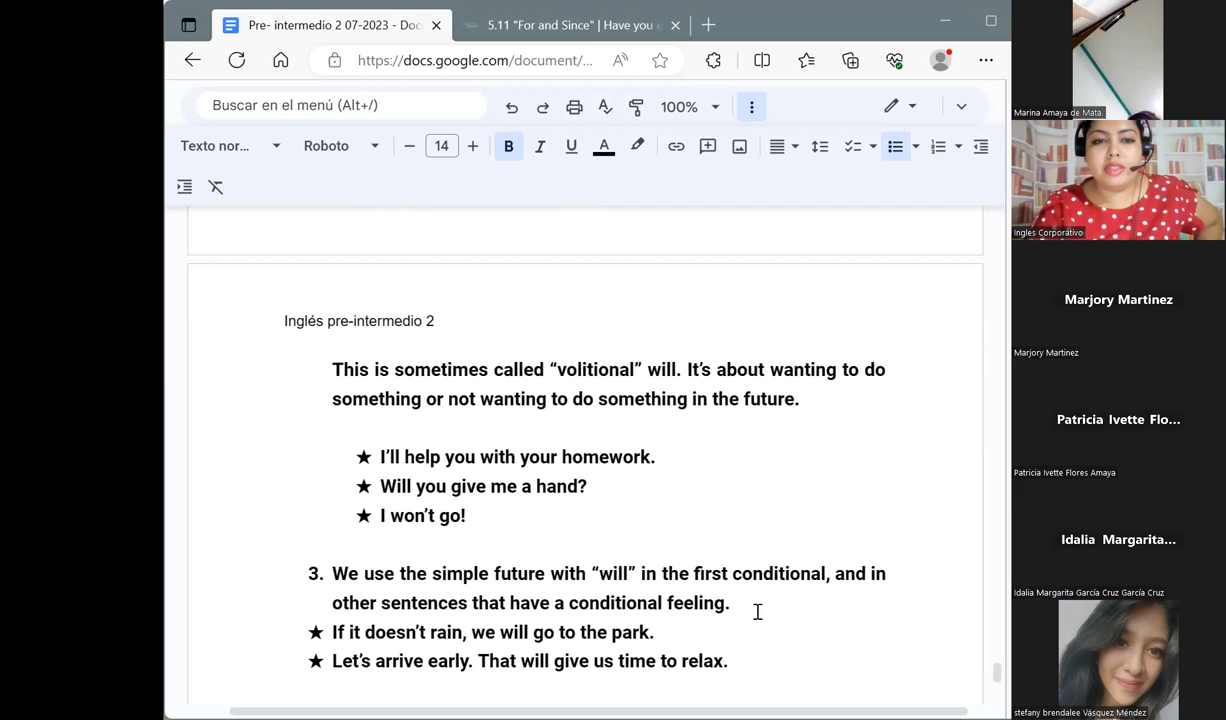 Pre- intermedio 2 07-2023 - Doc
5.11 "For and Since" | Have you e
https://docs.google.com/document/...
Buscar en el menú (Alt+/)
100%
Texto nor...
Roboto
14
Inglés pre-intermedio 2
This is sometimes called “volitional” will. It’s about wanting to do
something or not wanting to do something in the future.
★ I’ll help you with your homework.
★ Will you give me a hand?
★ I won’t go!
3. We use the simple future with “will” in the first conditional, and in
other sentences that have a conditional feeling.
★ If it doesn’t rain, we will go to the park.
★ Let’s arrive early. That will give us time to relax.
Marina Amaya de Mata.
Ingles Corporativo
Marjory Martinez
Marjory Martinez
Patricia Ivette Flo...
Patricia Ivette Flores Amaya
Idalia Margarita...
Idalia Margarita García Cruz García Cruz
stefany brendalee Vásquez Méndez